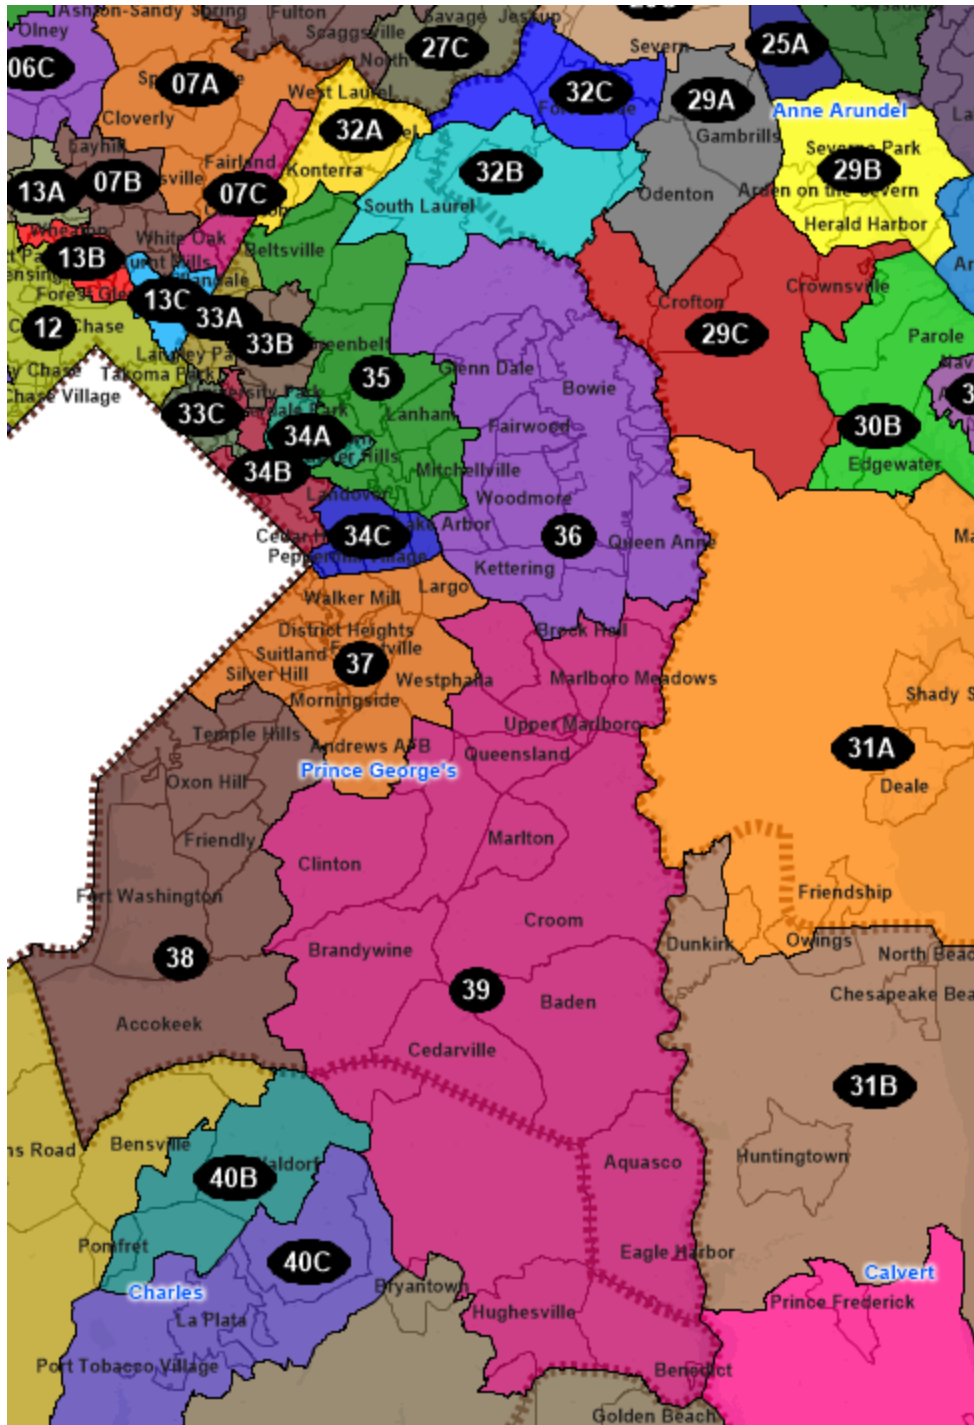 Ashton-Sandy Spring
Fulton
Savage
Jessup
Olney
Scaggsville
27C
Severn
25A
06C
07A
North
West Laurel
32C
29A
Anne Arundel
Cloverly
32A
Gambrills
Severna Park
Layhill
Fairland
Konterra
32B
29B
13A
07B
07C
South Laurel
Odenton
Arden on the Severn
Herald Harbor
White Oak
Beltsville
13B
13C
Crofton
Crownsville
12
Chase
33A
33B
29C
Parole
Langley
Takoma Park
35
Glenn Dale
Bowie
Chase Village
33C
Lanham
Fairwood
30B
34A
34B
Mitchellville
Edgewater
Landover
Woodmore
34C
36
Queen Anne
Kettering
Largo
Walker Mill
District Heights
Brock Hall
Suitland
37
Silver Hill
Westphalia
Marlboro Meadows
Shady S
Morningside
Temple Hills
Andrews AFB
Upper Marlboro
Queensland
31A
Prince George's
Oxon Hill
Deale
Friendly
Marlton
Clinton
Fort Washington
Friendship
Croom
Dunkirk
Owings
38
Brandywine
North Beac
39
Baden
Chesapeake Bea
Accokeek
Cedarville
31B
ns Road
Bensville
Waldorf
Aquasco
Huntingtown
40B
Pomfret
Eagle Harbor
40C
Calvert
Charles
Bryantown
Prince Frederick
La Plata
Hughesville
Port Tobacco Village
Benedict
Golden Beach